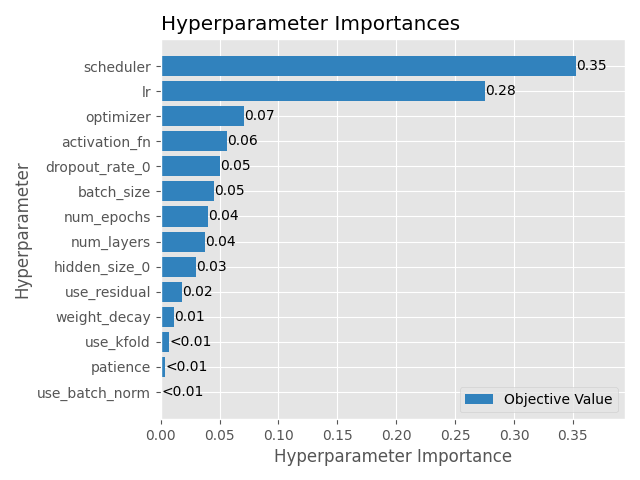 Hyperparameter Importances
Hyperparameter
scheduler 0.35
lr 0.28
optimizer 0.07
activation_fn 0.06
dropout_rate_0 0.05
batch_size 0.05
num_epochs 0.04
num_layers 0.04
hidden_size_0 0.03
use_residual 0.02
weight_decay 0.01
use_kfold <0.01
patience <0.01
use_batch_norm <0.01
Objective Value
0.00 0.05 0.10 0.15 0.20 0.25 0.30 0.35
Hyperparameter Importance